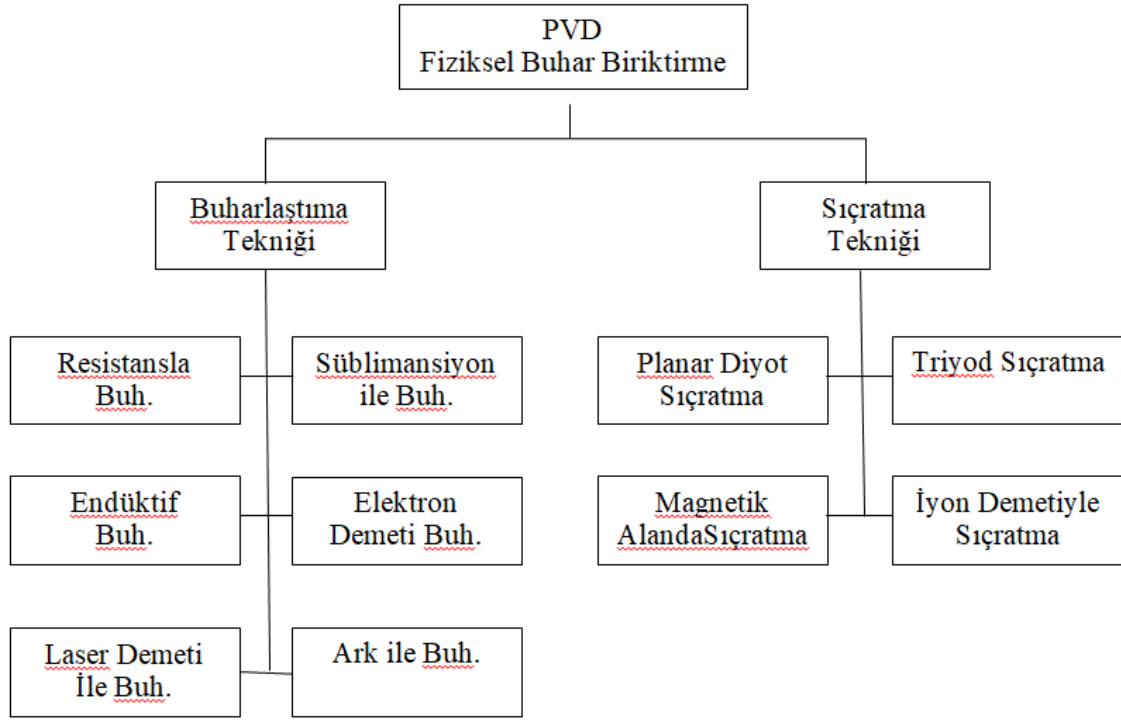 PVD
Fiziksel Buhar Biriktirme
Buharlaştıma
Tekniği
Sıçratma
Tekniği
Resistansla
Buh.
Süblimansiyon
ile Buh.
Planar Diyot
Sıçratma
Triyod Sıçratma
Endüktif
Buh.
Elektron
Demeti Buh.
Magnetik
AlandaSıçratma
İyon Demetiyle
Sıçratma
Laser Demeti
İle Buh.
Ark ile Buh.